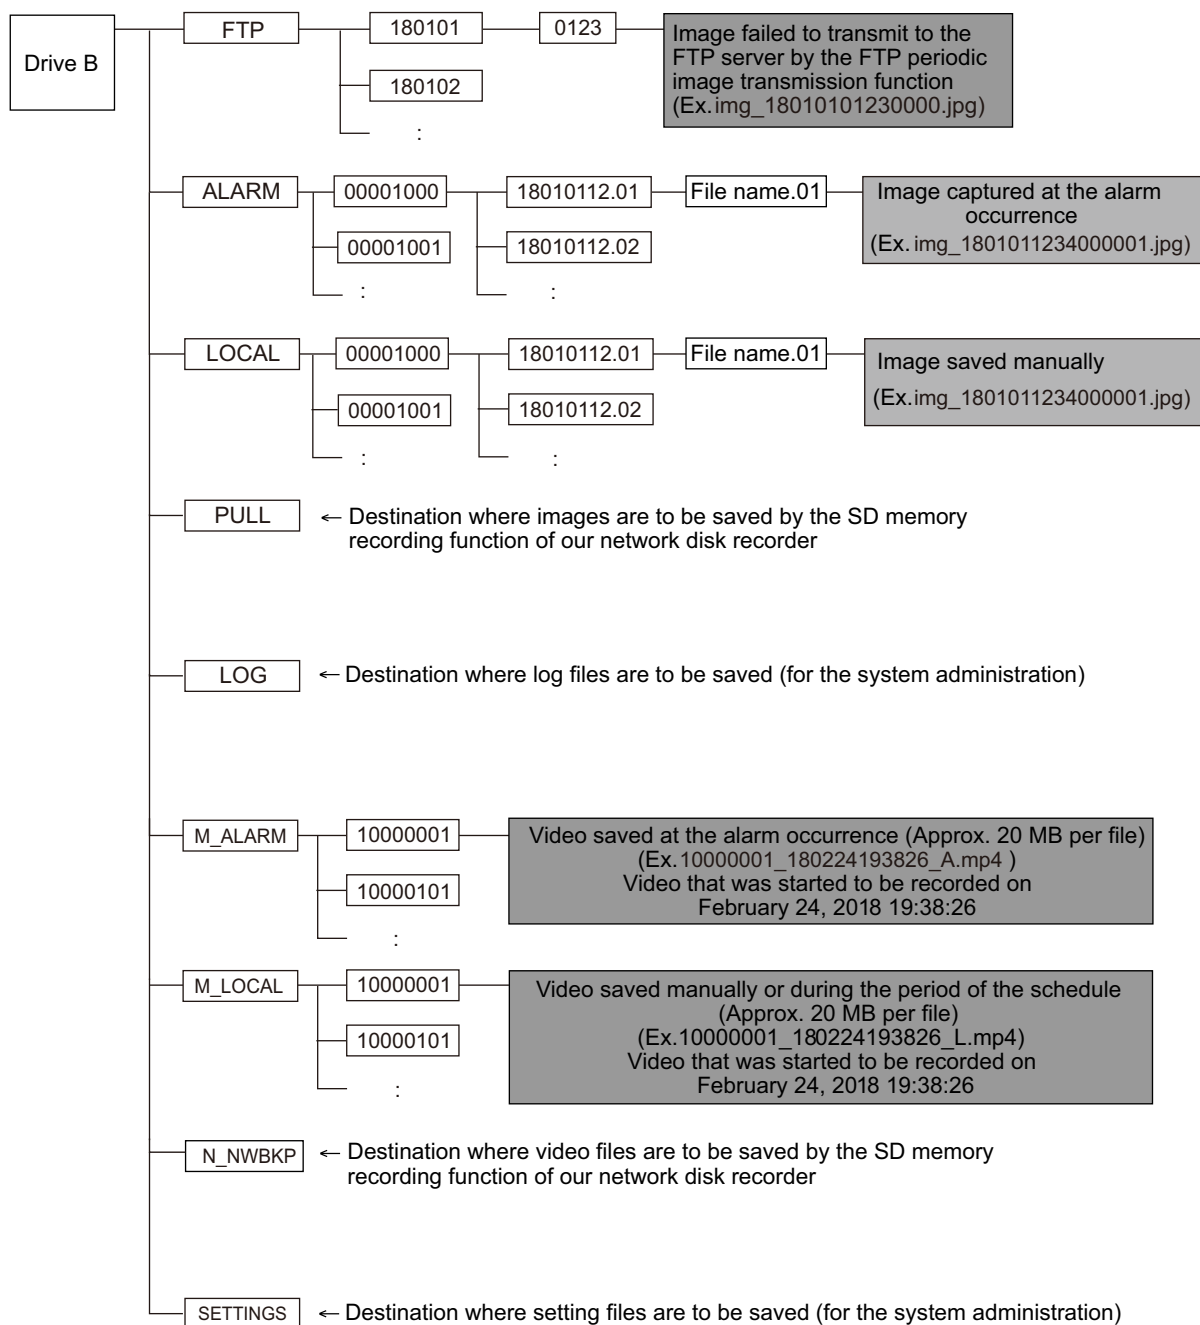 Drive B
FTP
180101
0123
Image failed to transmit to the
FTP server by the FTP periodic
image transmission function
(Ex.img_18010101230000.jpg)
180102
:
ALARM
00001000
18010112.01
File name.01
Image captured at the alarm
occurrence
(Ex. img_1801011234000001.jpg)
00001001
18010112.02
:
:
LOCAL
00001000
18010112.01
File name.01
Image saved manually
(Ex.img_1801011234000001.jpg)
00001001
18010112.02
:
:
PULL
← Destination where images are to be saved by the SD memory
recording function of our network disk recorder
LOG
← Destination where log files are to be saved (for the system administration)
M_ALARM
10000001
Video saved at the alarm occurrence (Approx. 20 MB per file)
(Ex.10000001_180224193826_A.mp4 )
Video that was started to be recorded on
February 24, 2018 19:38:26
10000101
:
M_LOCAL
10000001
Video saved manually or during the period of the schedule
(Approx. 20 MB per file)
(Ex.10000001_180224193826_L.mp4)
Video that was started to be recorded on
February 24, 2018 19:38:26
10000101
:
N_NWBKP
← Destination where video files are to be saved by the SD memory
recording function of our network disk recorder
SETTINGS
← Destination where setting files are to be saved (for the system administration)